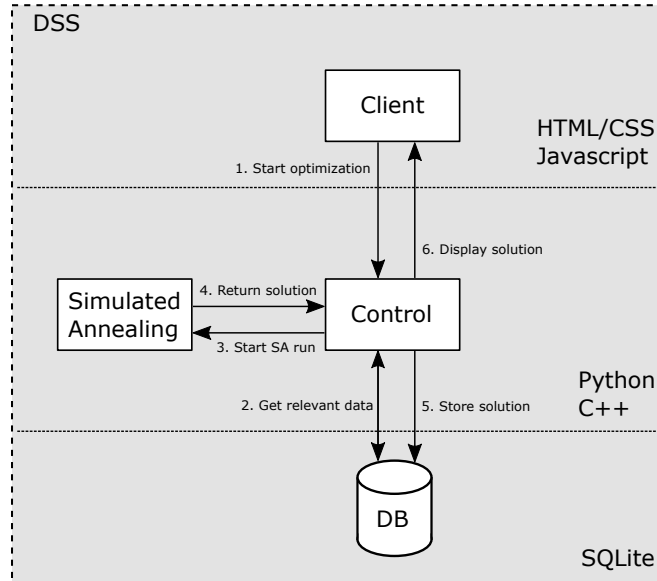 DSS
Client
HTML/CSS
Javascript
1. Start optimization
6. Display solution
Simulated
Annealing
4. Return solution
3. Start SA run
Control
Python
C++
2. Get relevant data
5. Store solution
DB
SQLite